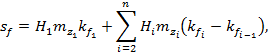 s_f = H_1 m_{z_1} k_{f_1} + \sum_{i=2}^{n} H_i m_{z_i} (k_{f_i} - k_{f_{i-1}}),